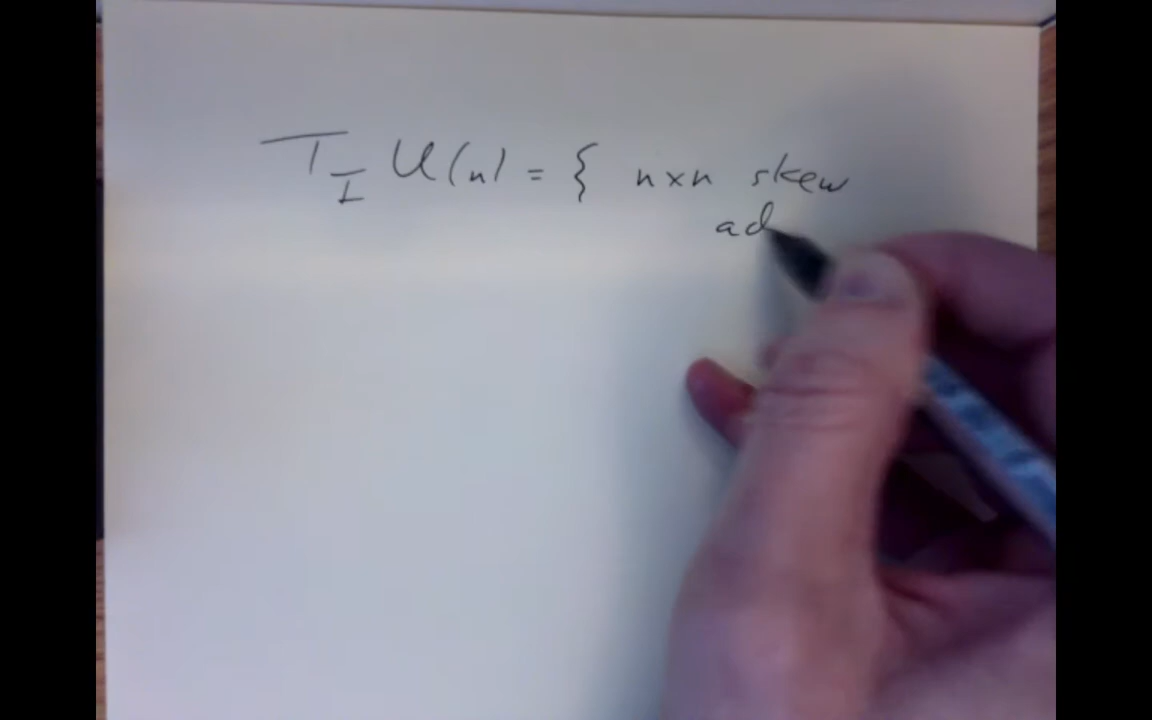 T_I U(n) = { n×n skew
ad